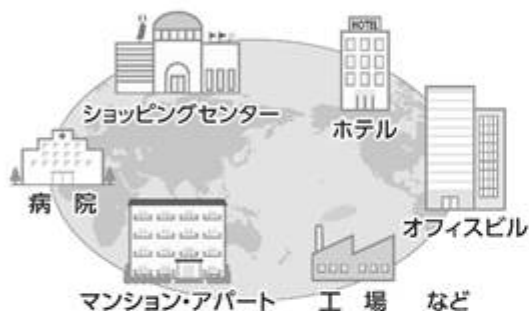 HOTEL
ショッピングセンター
ホテル
病院
オフィスビル
マンション・アパート
工場 など